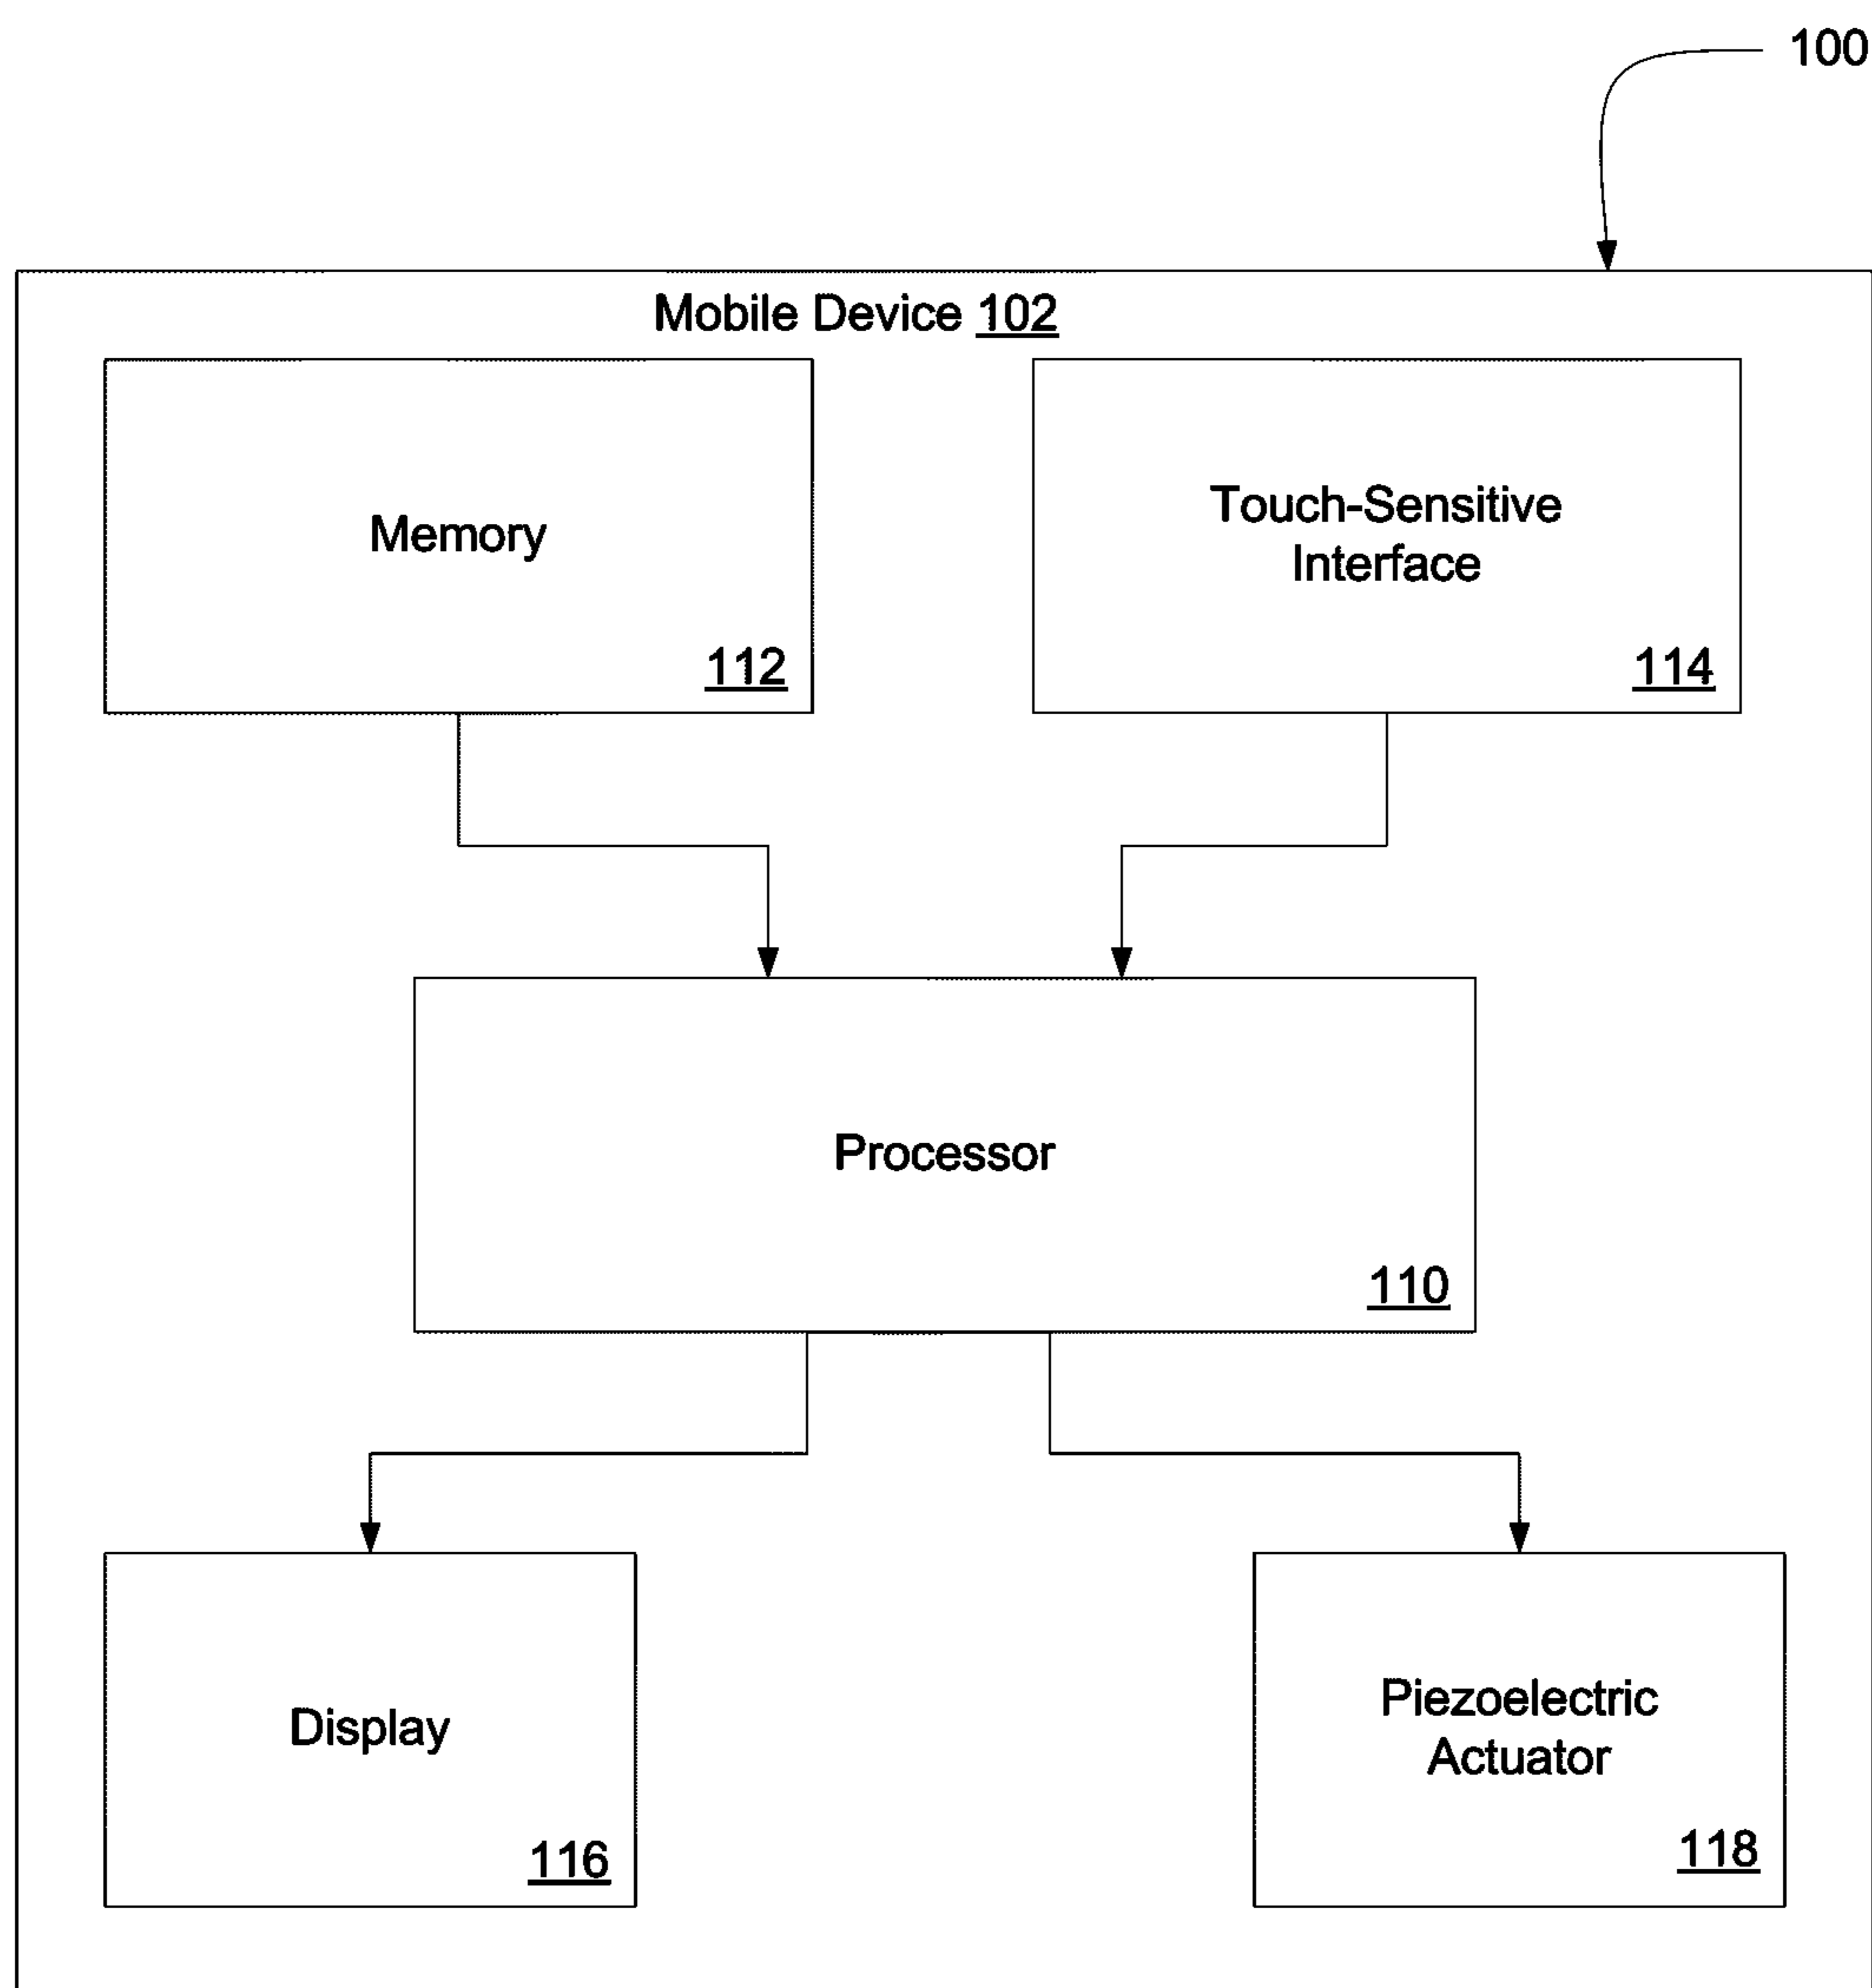 100
Mobile Device 102
Memory
112
Touch-Sensitive
Interface
114
Processor
110
Display
116
Piezoelectric
Actuator
118